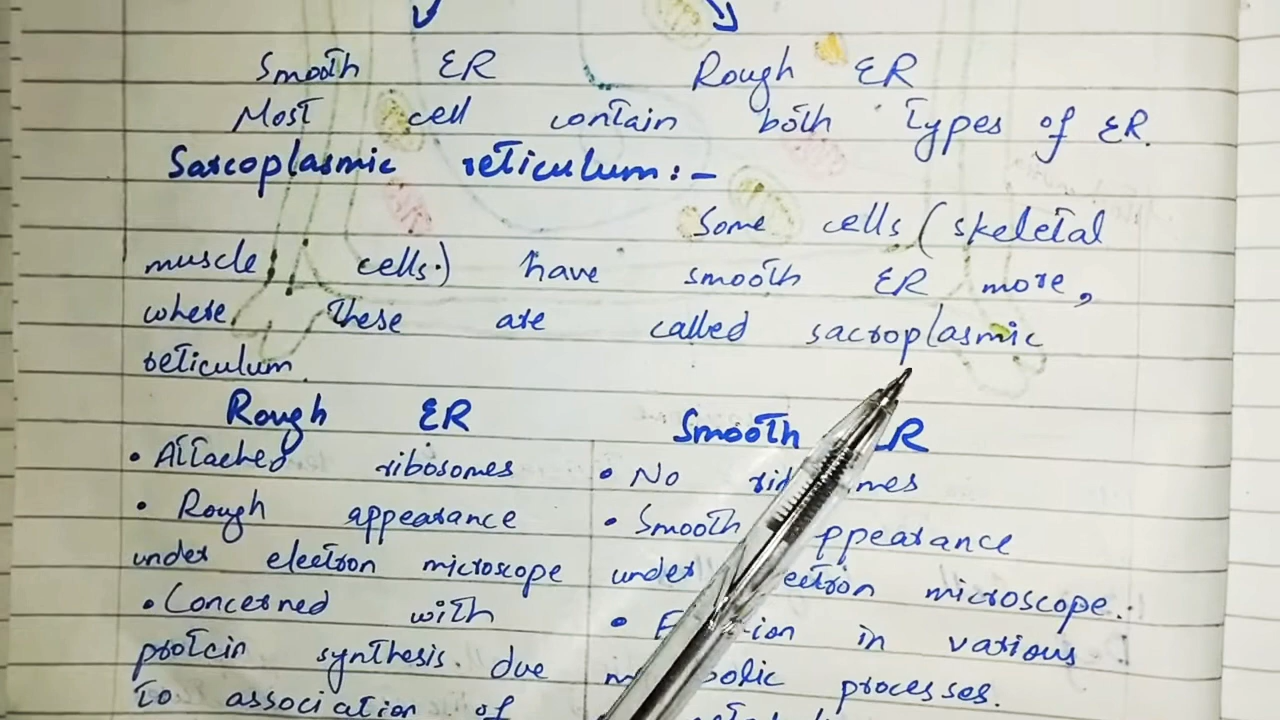 Smooth ER Rough ER
Most cell contain both types of ER.
Sarcoplasmic reticulum:-
Some cells (skeletal
muscle cells.) have smooth ER more,
where these are called sacroplasmic
reticulum.
Rough ER
• Attached ribosomes
• Rough appearance
under electron microscope
• Concerned with
protein synthesis due
to association of
Smooth
• No
• Smooth
under microscope.
• in various
processes.